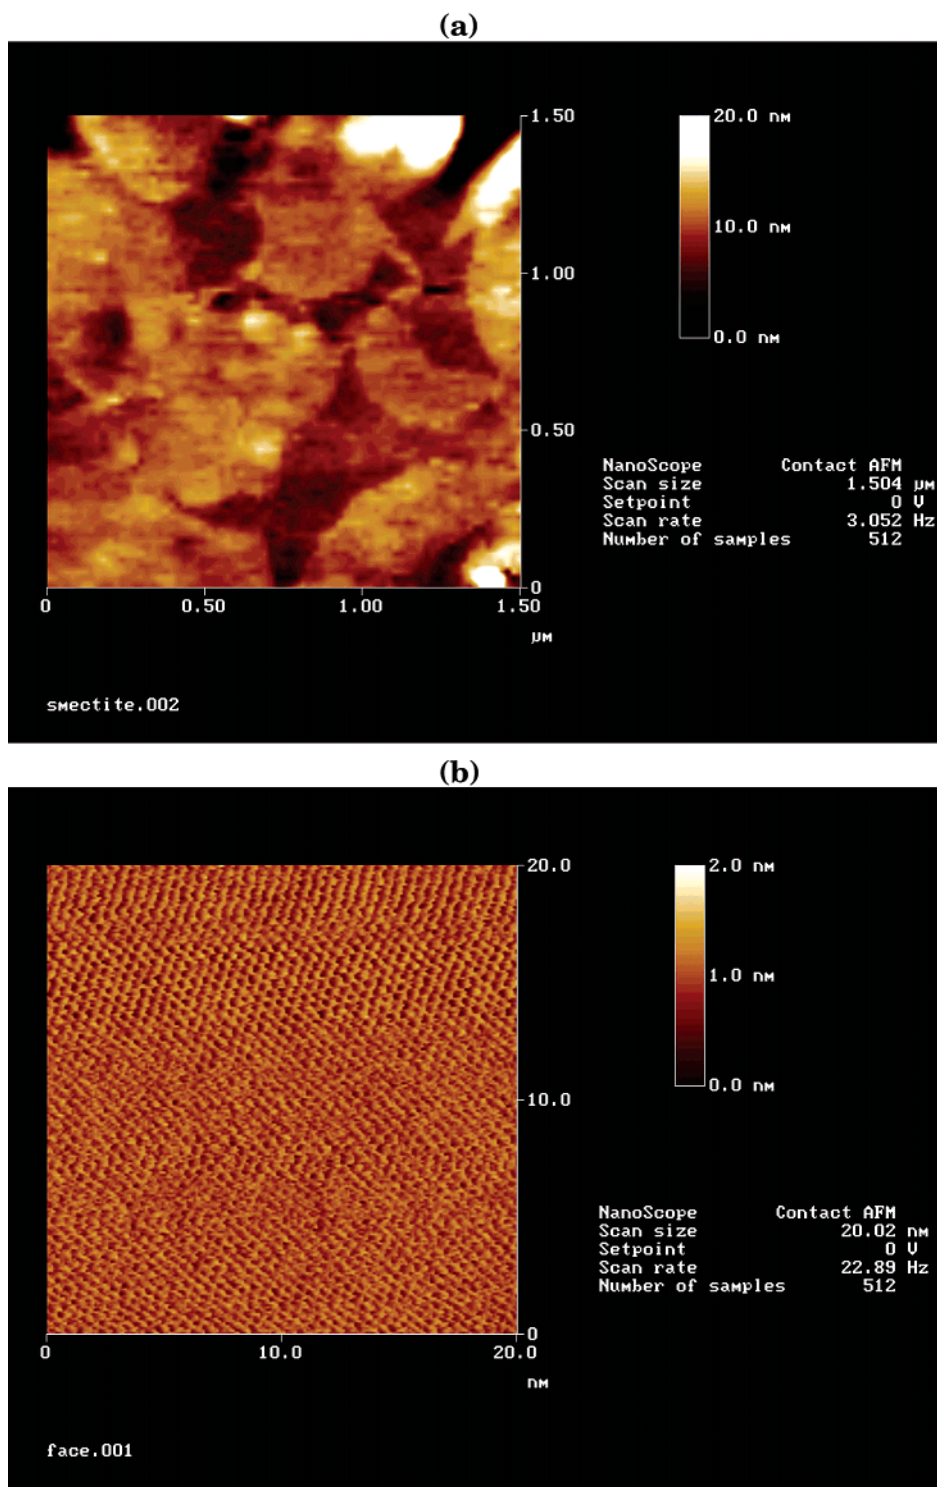 (a)
1.50
1.00
0.50
0
0
0.50
1.00
1.50
μm
20.0 nm
10.0 nm
0.0 nm
NanoScope Contact AFM
Scan size 1.504 μm
Setpoint 0 V
Scan rate 3.052 Hz
Number of samples 512
smectite.002
(b)
20.0
10.0
0
0
10.0
20.0
nm
2.0 nm
1.0 nm
0.0 nm
NanoScope Contact AFM
Scan size 20.02 nm
Setpoint 0 V
Scan rate 22.89 Hz
Number of samples 512
face.001